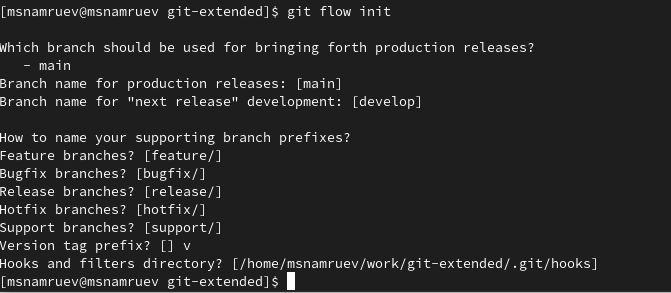 [msnamruev@msnamruev git-extended]$ git flow init
Which branch should be used for bringing forth production releases?
- main
Branch name for production releases: [main]
Branch name for "next release" development: [develop]
How to name your supporting branch prefixes?
Feature branches? [feature/]
Bugfix branches? [bugfix/]
Release branches? [release/]
Hotfix branches? [hotfix/]
Support branches? [support/]
Version tag prefix? [] v
Hooks and filters directory? [/home/msnamruev/work/git-extended/.git/hooks]
[msnamruev@msnamruev git-extended]$